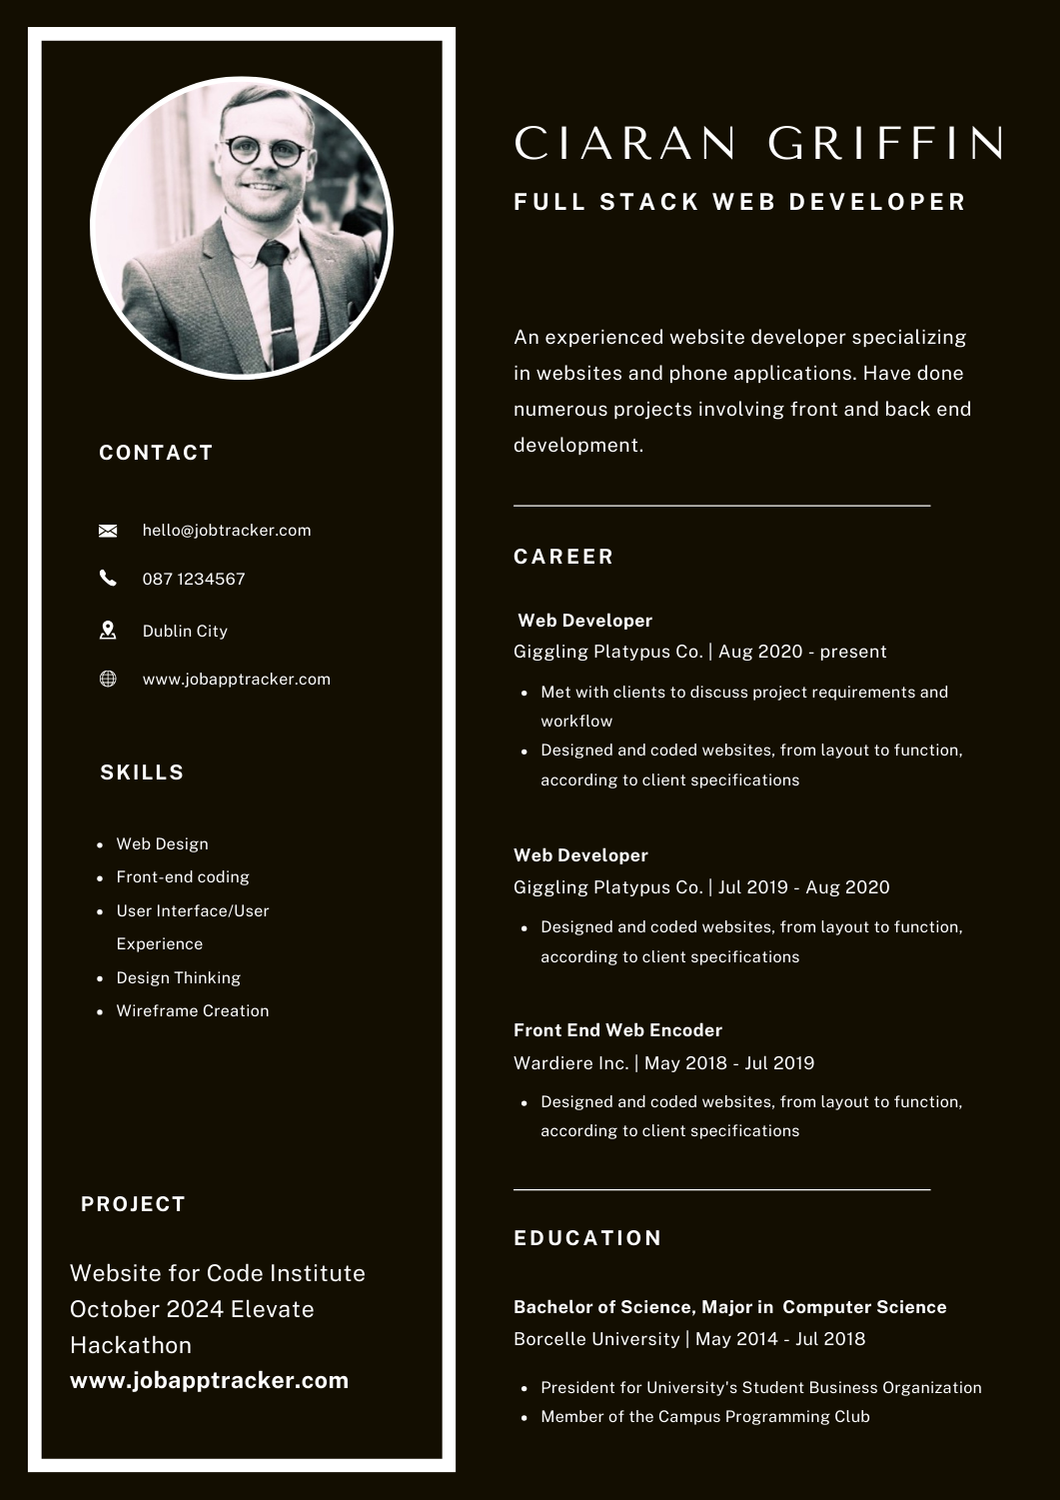 CIARAN GRIFFIN
FULL STACK WEB DEVELOPER
An experienced website developer specializing
in websites and phone applications. Have done
numerous projects involving front and back end
development.
CONTACT
hello@jobtracker.com
087 1234567
Dublin City
www.jobapptracker.com
SKILLS
• Web Design
• Front-end coding
• User Interface/User
Experience
• Design Thinking
• Wireframe Creation
PROJECT
Website for Code Institute
October 2024 Elevate
Hackathon
www.jobapptracker.com
CAREER
Web Developer
Giggling Platypus Co. | Aug 2020 - present
• Met with clients to discuss project requirements and
workflow
• Designed and coded websites, from layout to function,
according to client specifications
Web Developer
Giggling Platypus Co. | Jul 2019 - Aug 2020
• Designed and coded websites, from layout to function,
according to client specifications
Front End Web Encoder
Wardiere Inc. | May 2018 - Jul 2019
• Designed and coded websites, from layout to function,
according to client specifications
EDUCATION
Bachelor of Science, Major in  Computer Science
Borcelle University | May 2014 - Jul 2018
• President for University's Student Business Organization
• Member of the Campus Programming Club